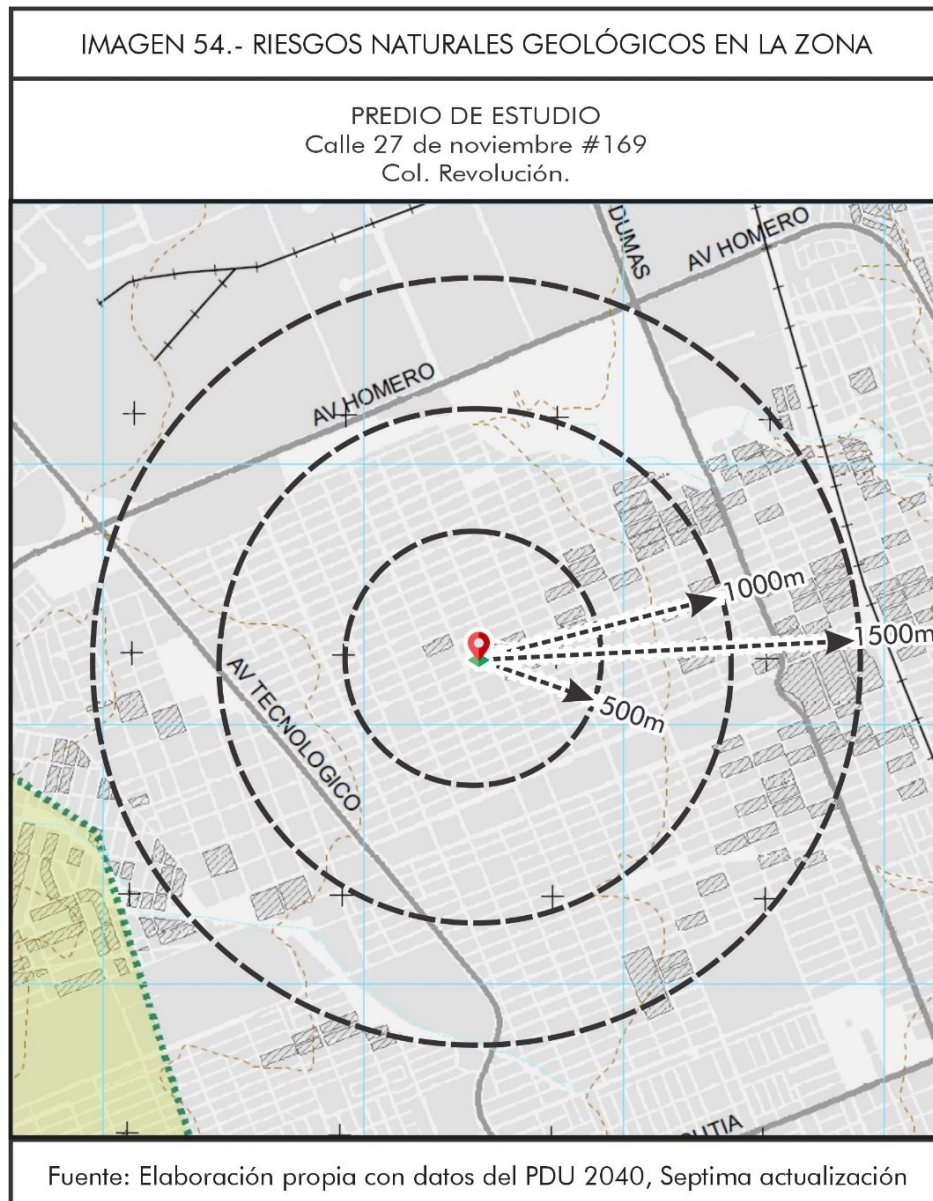 IMAGEN 54.- RIESGOS NATURALES GEOLÓGICOS EN LA ZONA
PREDIO DE ESTUDIO
Calle 27 de noviembre #169
Col. Revolución.
DUMAS
AV HOMERO
AV HOMERO
1000m
1500m
500m
AV TECNOLOGICO
Fuente: Elaboración propia con datos del PDU 2040, Septima actualización